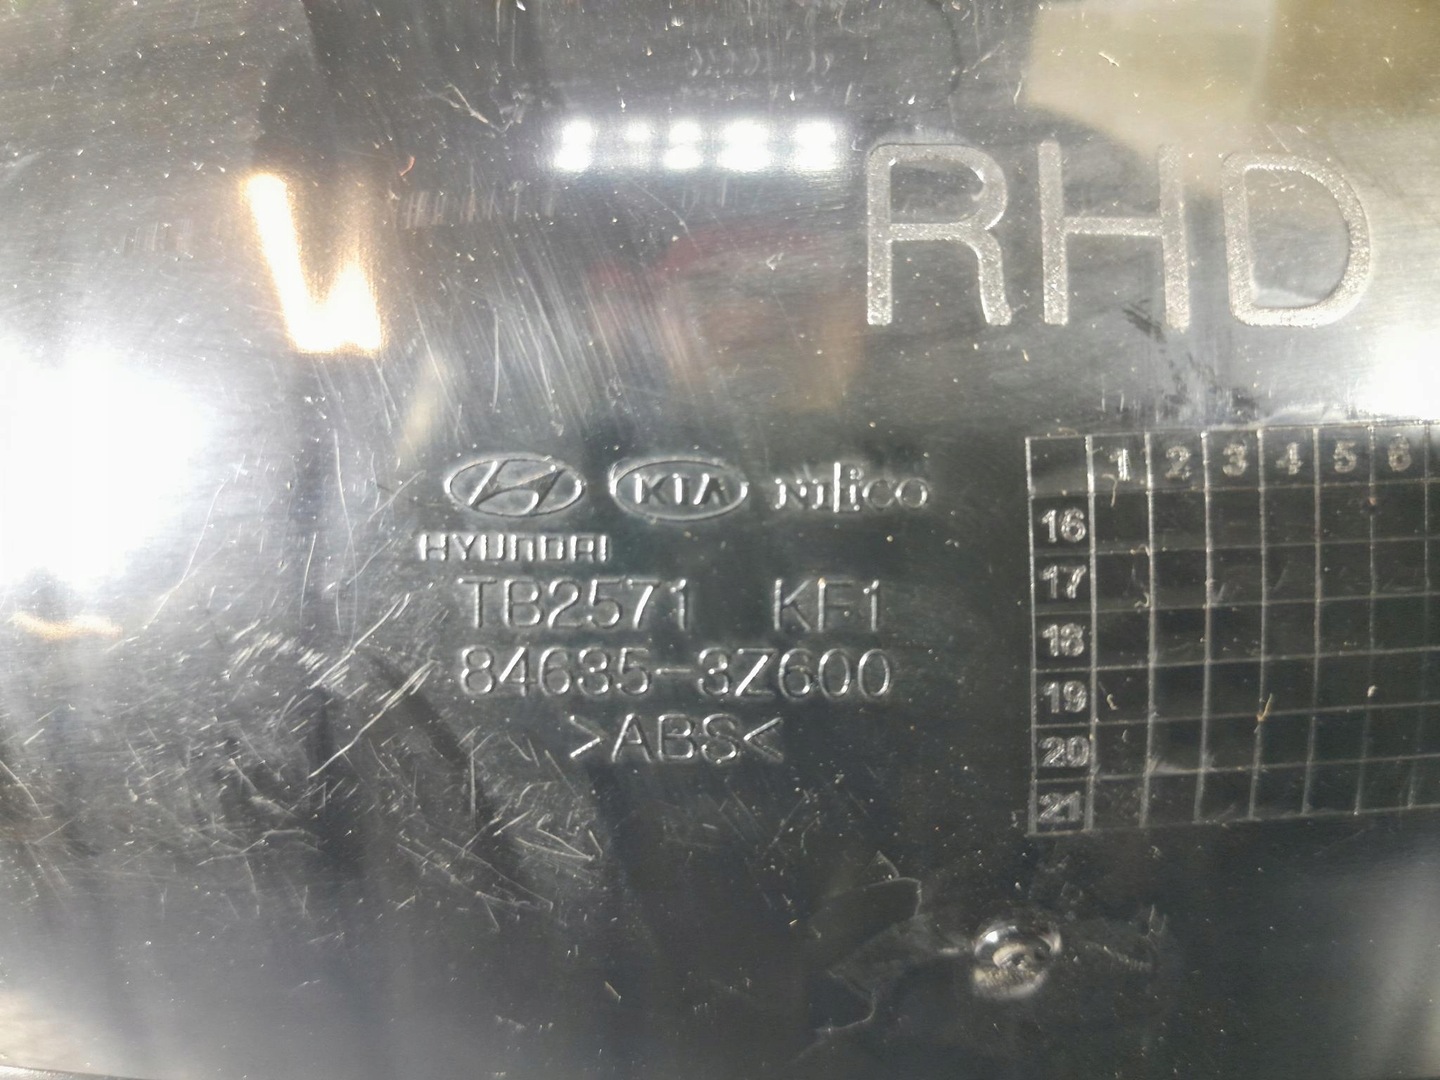 RHD
KIA
HYUNDAI
TB2571 KF1
84635-3Z600
>ABS<
1 2 3 4 5 6
16
17
18
19
20
21